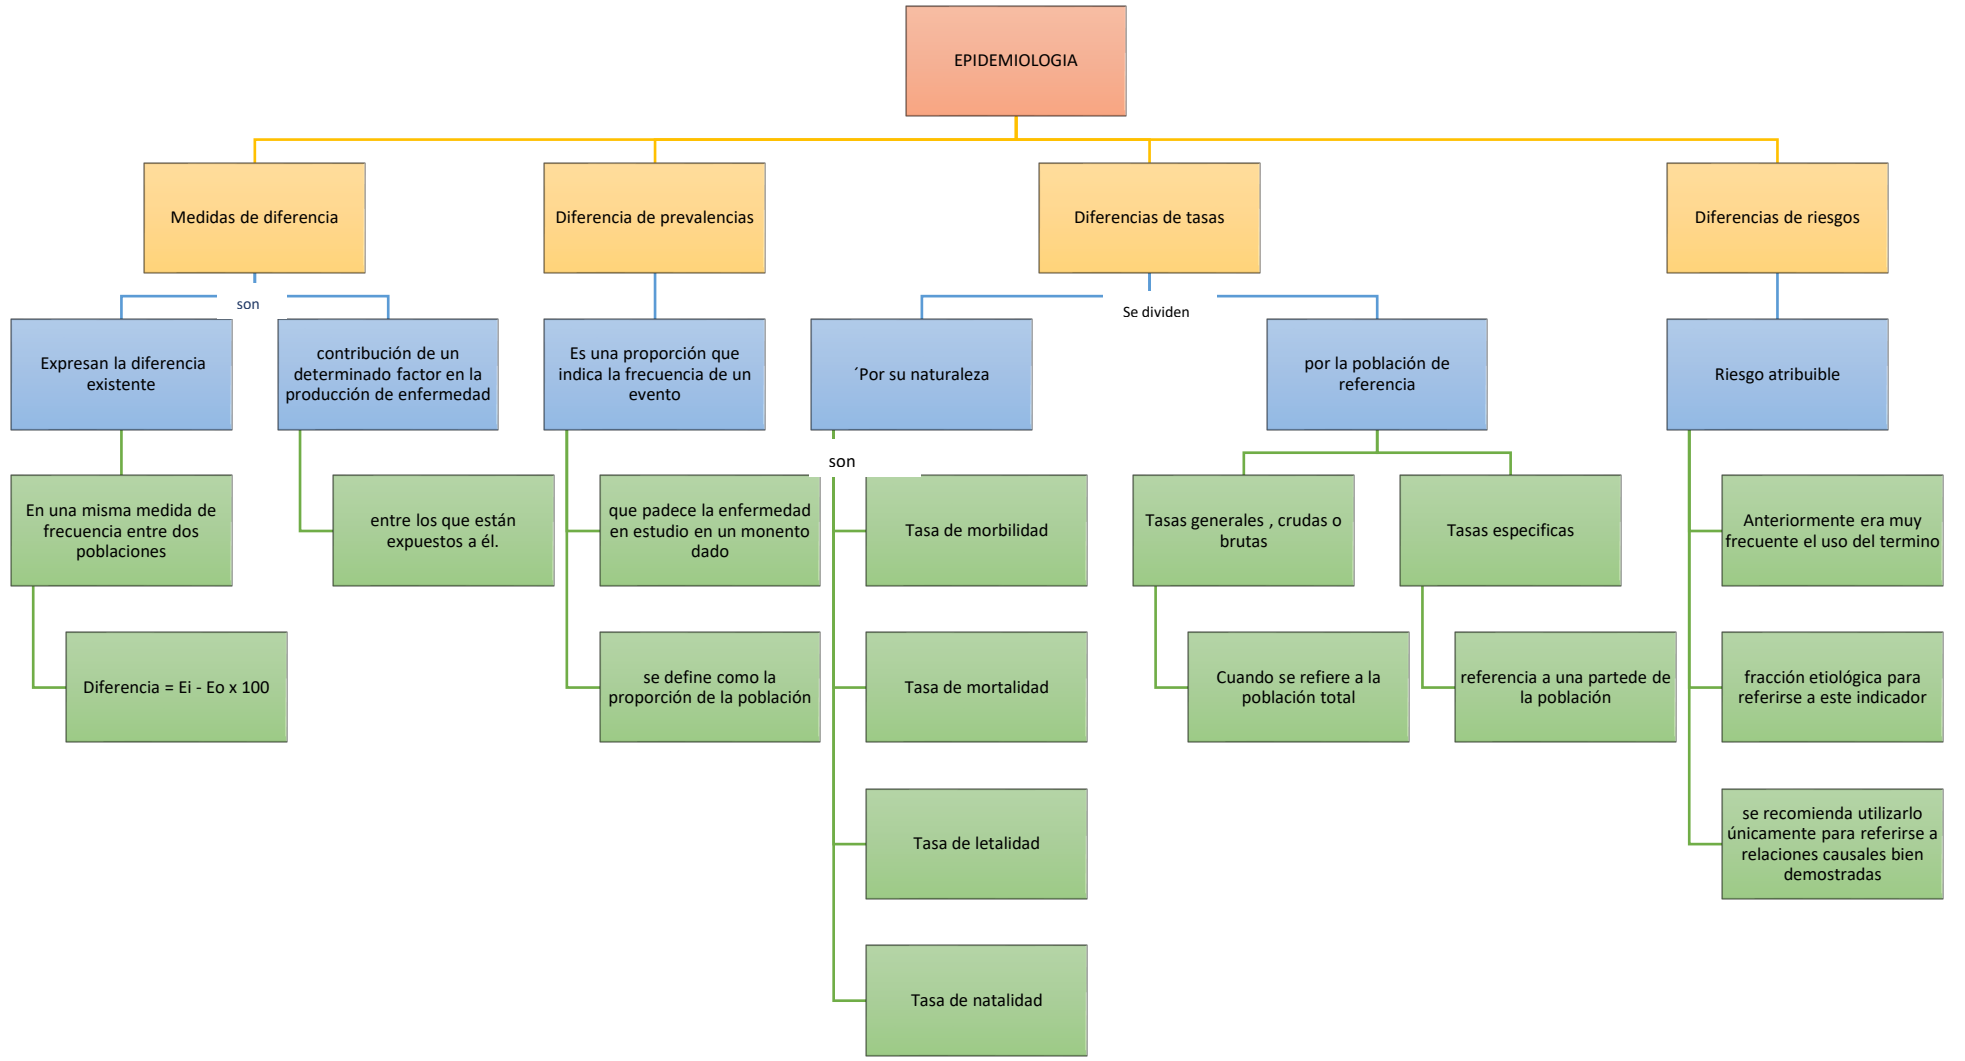 EPIDEMIOLOGIA
Medidas de diferencia
Diferencia de prevalencias
Diferencias de tasas
Diferencias de riesgos
son
Se dividen
Expresan la diferencia
existente
contribución de un
determinado factor en la
producción de enfermedad
Es una proporción que
indica la frecuencia de un
evento
´Por su naturaleza
por la población de
referencia
Riesgo atribuible
son
En una misma medida de
frecuencia entre dos
poblaciones
entre los que están
expuestos a él.
que padece la enfermedad
en estudio en un monento
dado
Tasa de morbilidad
Tasas generales , crudas o
brutas
Tasas especificas
Anteriormente era muy
frecuente el uso del termino
Diferencia = Ei - Eo x 100
se define como la
proporción de la población
Tasa de mortalidad
Cuando se refiere a la
población total
referencia a una partede de
la población
fracción etiológica para
referirse a este indicador
Tasa de letalidad
se recomienda utilizarlo
únicamente para referirse a
relaciones causales bien
demostradas
Tasa de natalidad